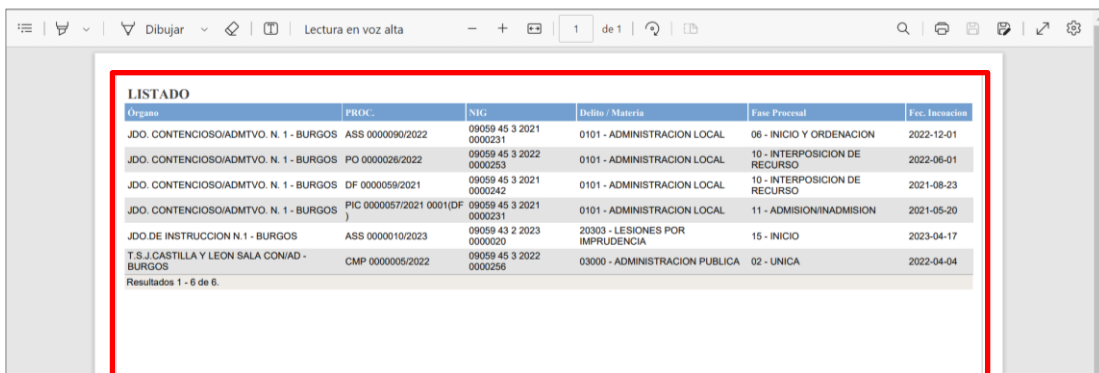 Dibujar
Lectura en voz alta
1 de 1
LISTADO
Órgano PROC. NIG Delito / Materia Fase Procesal Fec. Incoacion
JDO. CONTENCIOSO/ADMTVO. N. 1 - BURGOS ASS 0000090/2022 09059 45 3 2021 0000231 0101 - ADMINISTRACION LOCAL 06 - INICIO Y ORDENACION 2022-12-01
JDO. CONTENCIOSO/ADMTVO. N. 1 - BURGOS PO 0000026/2022 09059 45 3 2022 0000253 0101 - ADMINISTRACION LOCAL 10 - INTERPOSICION DE RECURSO 2022-06-01
JDO. CONTENCIOSO/ADMTVO. N. 1 - BURGOS DF 0000059/2021 09059 45 3 2021 0000242 0101 - ADMINISTRACION LOCAL 10 - INTERPOSICION DE RECURSO 2021-08-23
JDO. CONTENCIOSO/ADMTVO. N. 1 - BURGOS PIC 0000057/2021 0001(DF ) 09059 45 3 2021 0000231 0101 - ADMINISTRACION LOCAL 11 - ADMISION/INADMISION 2021-05-20
JDO.DE INSTRUCCION N.1 - BURGOS ASS 0000010/2023 09059 43 2 2023 0000020 20303 - LESIONES POR IMPRUDENCIA 15 - INICIO 2023-04-17
T.S.J.CASTILLA Y LEON SALA CON/AD - BURGOS CMP 0000005/2022 09059 45 3 2022 0000256 03000 - ADMINISTRACION PUBLICA 02 - UNICA 2022-04-04
Resultados 1 - 6 de 6.